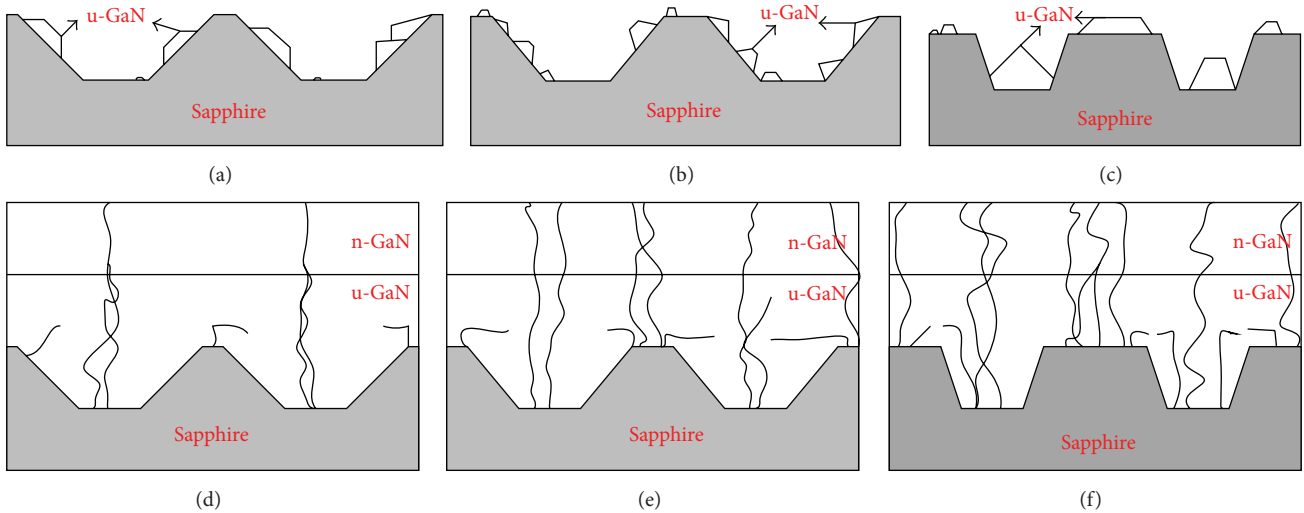 u-GaN
Sapphire
(a)
u-GaN
Sapphire
(b)
u-GaN
Sapphire
(c)
n-GaN
u-GaN
Sapphire
(d)
n-GaN
u-GaN
Sapphire
(e)
n-GaN
u-GaN
Sapphire
(f)